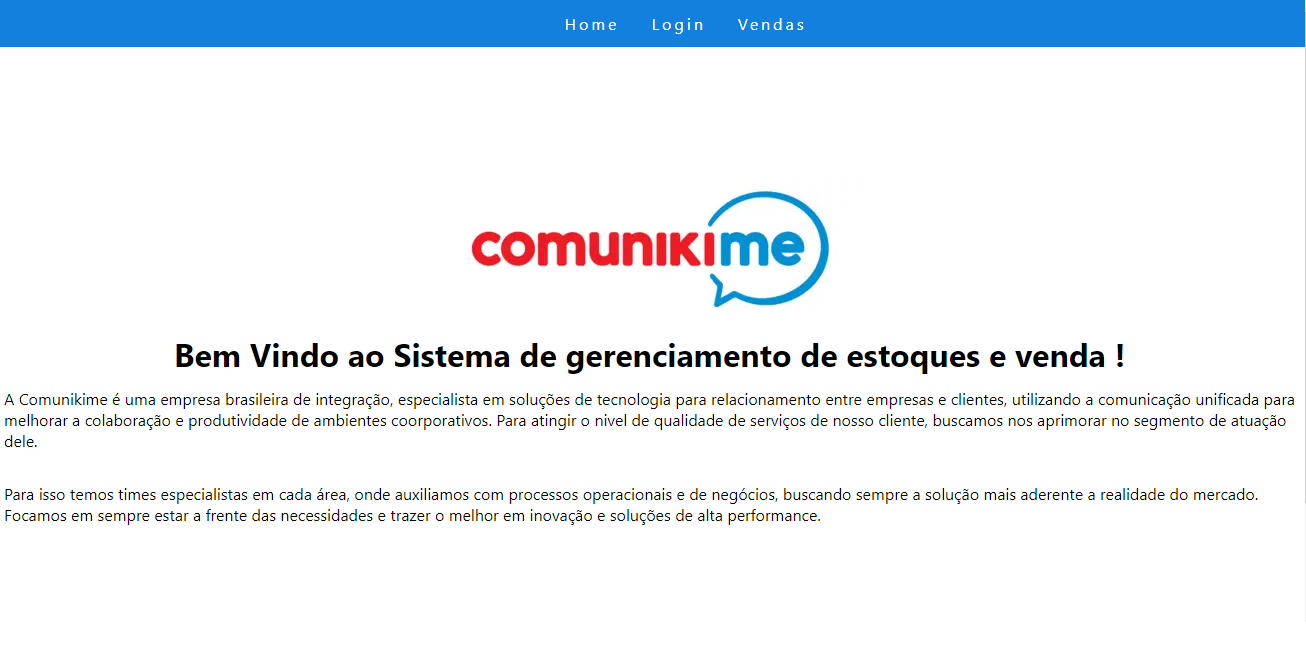 Home Login Vendas
comunikime
Bem Vindo ao Sistema de gerenciamento de estoques e venda !
A Comunikime é uma empresa brasileira de integração, especialista em soluções de tecnologia para relacionamento entre empresas e clientes, utilizando a comunicação unificada para
melhorar a colaboração e produtividade de ambientes coorporativos. Para atingir o nivel de qualidade de serviços de nosso cliente, buscamos nos aprimorar no segmento de atuação
dele.
Para isso temos times especialistas em cada área, onde auxiliamos com processos operacionais e de negócios, buscando sempre a solução mais aderente a realidade do mercado.
Focamos em sempre estar a frente das necessidades e trazer o melhor em inovação e soluções de alta performance.